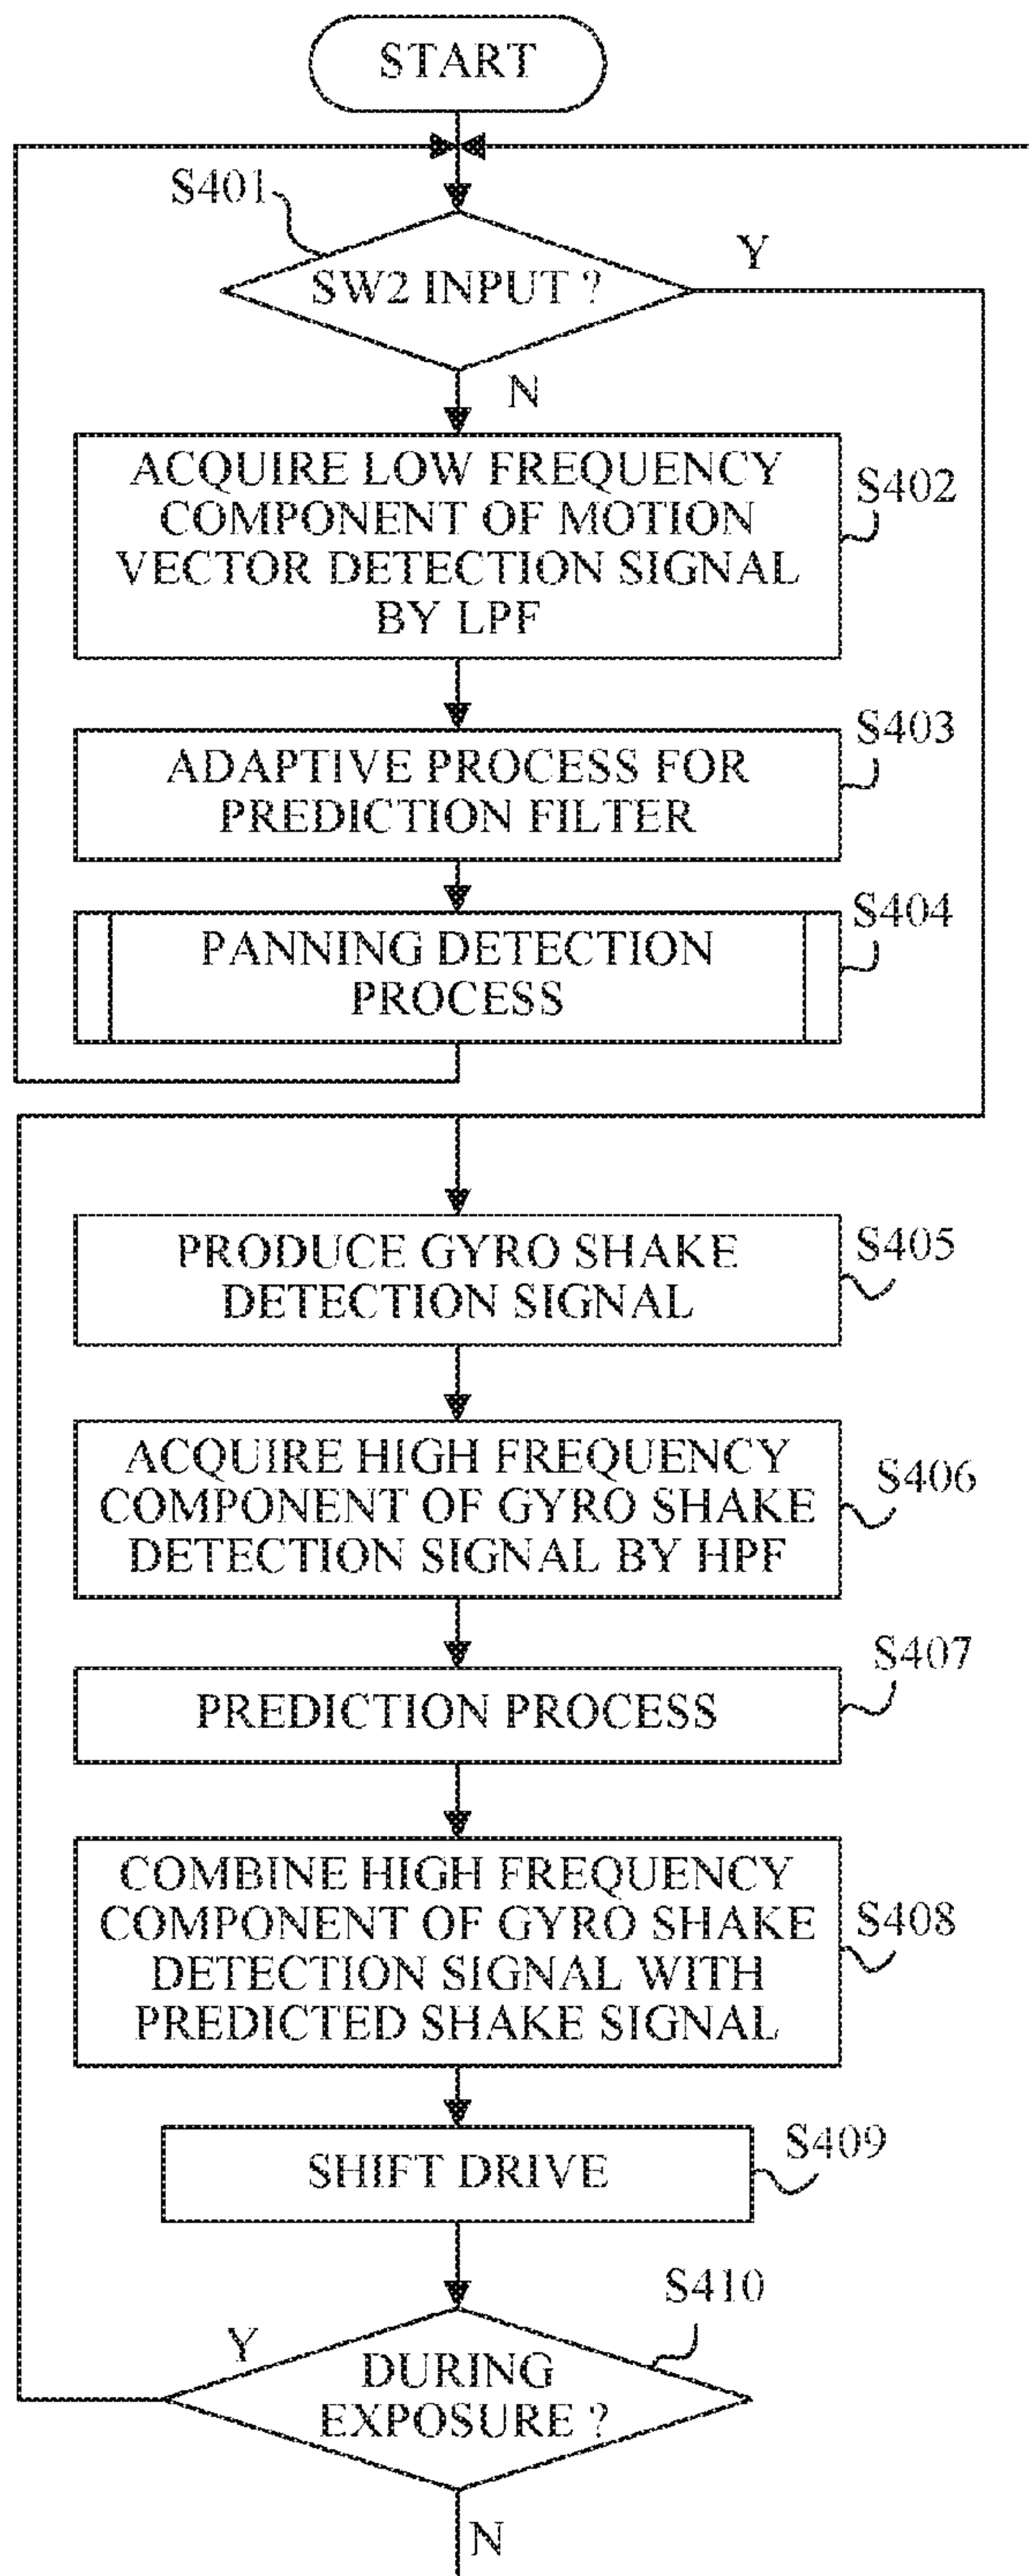 START
S401
SW2 INPUT ?
Y
N
ACQUIRE LOW FREQUENCY
COMPONENT OF MOTION
VECTOR DETECTION SIGNAL
BY LPF
S402
ADAPTIVE PROCESS FOR
PREDICTION FILTER
S403
PANNING DETECTION
PROCESS
S404
PRODUCE GYRO SHAKE
DETECTION SIGNAL
S405
ACQUIRE HIGH FREQUENCY
COMPONENT OF GYRO SHAKE
DETECTION SIGNAL BY HPF
S406
PREDICTION PROCESS
S407
COMBINE HIGH FREQUENCY
COMPONENT OF GYRO SHAKE
DETECTION SIGNAL WITH
PREDICTED SHAKE SIGNAL
S408
SHIFT DRIVE
S409
S410
Y
DURING
EXPOSURE ?
N